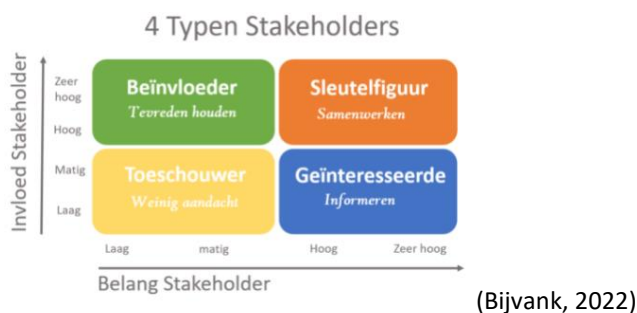 4 Typen Stakeholders
Invloed Stakeholder
Zeer
hoog
Hoog
Matig
Laag
Beïnvloeder
Tevreden houden
Sleutelfiguur
Samenwerken
Toeschouwer
Weinig aandacht
Geïnteresseerde
Informeren
Laag
matig
Hoog
Zeer hoog
Belang Stakeholder
(Bijvank, 2022)